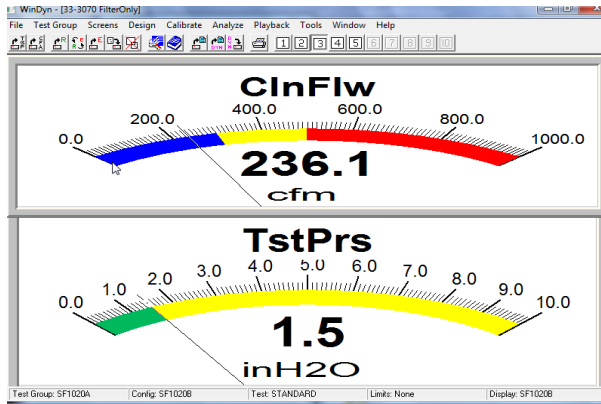 WinDyn - [33-3070 FilterOnly]
File Test Group Screens Design Calibrate Analyze Playback Tools Window Help
1 2 3 4 5 6 7 8 9 10
ClnFlw
0.0 200.0 400.0 600.0 800.0 1000.0
236.1
cfm
TstPrs
0.0 1.0 2.0 3.0 4.0 5.0 6.0 7.0 8.0 9.0 10.0
1.5
inH2O
Test Group: SF1020A Config: SF1020B Test: STANDARD Limits: None Display: SF1020B